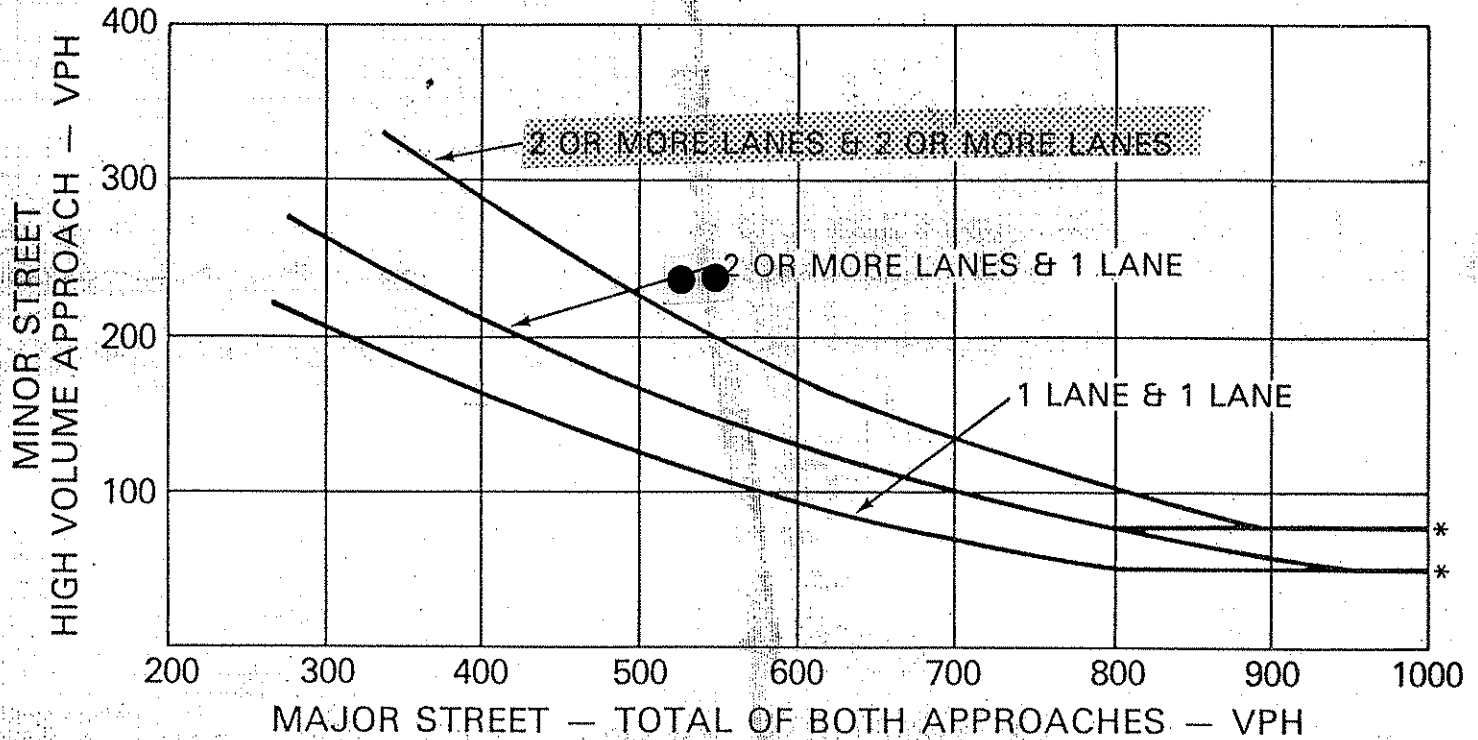 400
300
200
100
MINOR STREET
HIGH VOLUME APPROACH — VPH
2 OR MORE LANES & 2 OR MORE LANES
2 OR MORE LANES & 1 LANE
1 LANE & 1 LANE
*
*
200 300 400 500 600 700 800 900 1000
MAJOR STREET — TOTAL OF BOTH APPROACHES — VPH